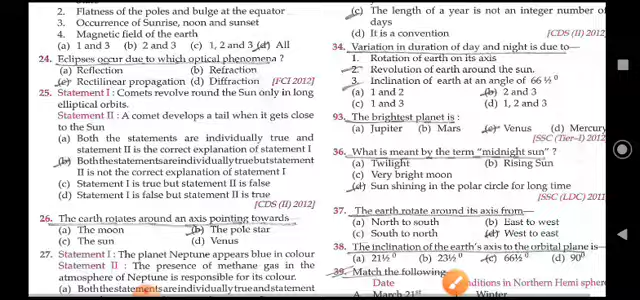 2. Flatness of the poles and bulge at the equator
3. Occurrence of Sunrise, noon and sunset
4. Magnetic field of the earth
(a) 1 and 3 (b) 2 and 3 (c) 1, 2 and 3 (d) All
24. Eclipses occur due to which optical phenomena ?
(a) Reflection (b) Refraction
(c) Rectilinear propagation (d) Diffraction [FCI 2012]
25. Statement I : Comets revolve round the Sun only in long
elliptical orbits.
Statement II : A comet develops a tail when it gets close
to the Sun
(a) Both the statements are individually true and
statement II is the correct explanation of statement I
(b) Both the statements are individually true but statement
II is not the correct explanation of statement I
(c) Statement I is true but statement II is false
(d) Statement I is false but statement II is true
[CDS (II) 2012]
26. The earth rotates around an axis pointing towards
(a) The moon (b) The pole star
(c) The sun (d) Venus
27. Statement I : The planet Neptune appears blue in colour
Statement II : The presence of methane gas in the
atmosphere of Neptune is responsible for its colour.
(a) Both the statements are individually true and statement
(c) The length of a year is not an integer number of
days
(d) It is a convention [CDS (II) 2012]
34. Variation in duration of day and night is due to—
1. Rotation of earth on its axis
2. Revolution of earth around the sun.
3. Inclination of earth at an angle of 66½⁰
(a) 1 and 2 (b) 2 and 3
(c) 1 and 3 (d) 1, 2 and 3
93. The brightest planet is :
(a) Jupiter (b) Mars (c) Venus (d) Mercury
[SSC (Tier-I) 2012
36. What is meant by the term "midnight sun" ?
(a) Twilight (b) Rising Sun
(c) Very bright moon
(d) Sun shining in the polar circle for long time
[SSC (LDC) 2011
37. The earth rotate around its axis from—
(a) North to south (b) East to west
(c) South to north (d) West to east
38. The inclination of the earth's axis to the orbital plane is—
(a) 21½⁰ (b) 23½⁰ (c) 66½⁰ (d) 90⁰
39. Match the following
Date nditions in Northern Hemi sphere
A. March 21st Winter